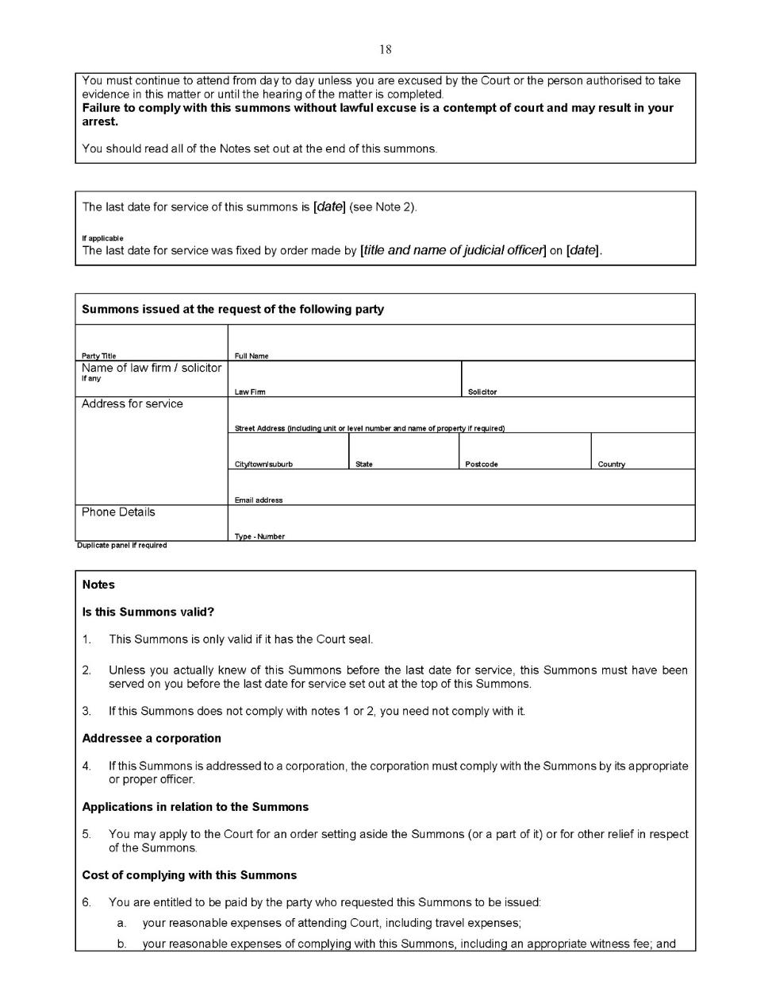 18
You must continue to attend from day to day unless you are excused by the Court or the person authorised to take
evidence in this matter or until the hearing of the matter is completed.
Failure to comply with this summons without lawful excuse is a contempt of court and may result in your
arrest.
You should read all of the Notes set out at the end of this summons.
The last date for service of this summons is [date] (see Note 2).
If applicable
The last date for service was fixed by order made by [title and name of judicial officer] on [date].
Summons issued at the request of the following party
Party Title Full Name
Name of law firm / solicitor
If any
Law Firm Solicitor
Address for service
Street Address (including unit or level number and name of property if required)
City/town/suburb State Postcode Country
Email address
Phone Details
Type - Number
Duplicate panel if required
Notes
Is this Summons valid?
1. This Summons is only valid if it has the Court seal.
2. Unless you actually knew of this Summons before the last date for service, this Summons must have been
served on you before the last date for service set out at the top of this Summons.
3. If this Summons does not comply with notes 1 or 2, you need not comply with it.
Addressee a corporation
4. If this Summons is addressed to a corporation, the corporation must comply with the Summons by its appropriate
or proper officer.
Applications in relation to the Summons
5. You may apply to the Court for an order setting aside the Summons (or a part of it) or for other relief in respect
of the Summons.
Cost of complying with this Summons
6. You are entitled to be paid by the party who requested this Summons to be issued:
a. your reasonable expenses of attending Court, including travel expenses;
b. your reasonable expenses of complying with this Summons, including an appropriate witness fee; and